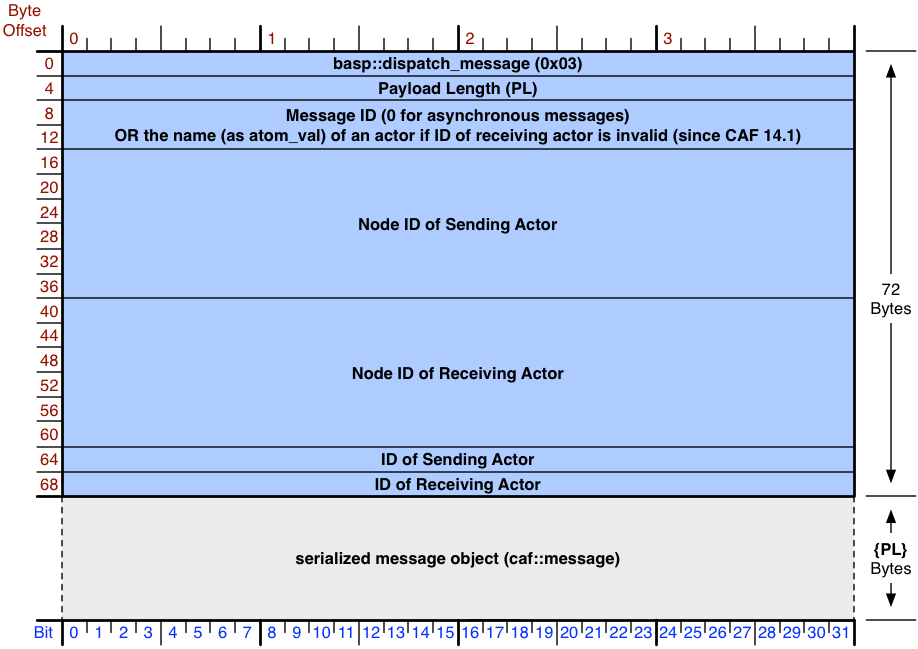 Byte
Offset
0 1 2 3
0 basp::dispatch_message (0x03)
4 Payload Length (PL)
8 Message ID (0 for asynchronous messages)
12 OR the name (as atom_val) of an actor if ID of receiving actor is invalid (since CAF 14.1)
16
20
24 Node ID of Sending Actor
28
32
36
72
Bytes
40
44
48
52 Node ID of Receiving Actor
56
60
64 ID of Sending Actor
68 ID of Receiving Actor
serialized message object (caf::message)
{PL}
Bytes
Bit 0 1 2 3 4 5 6 7 8 9 10 11 12 13 14 15 16 17 18 19 20 21 22 23 24 25 26 27 28 29 30 31